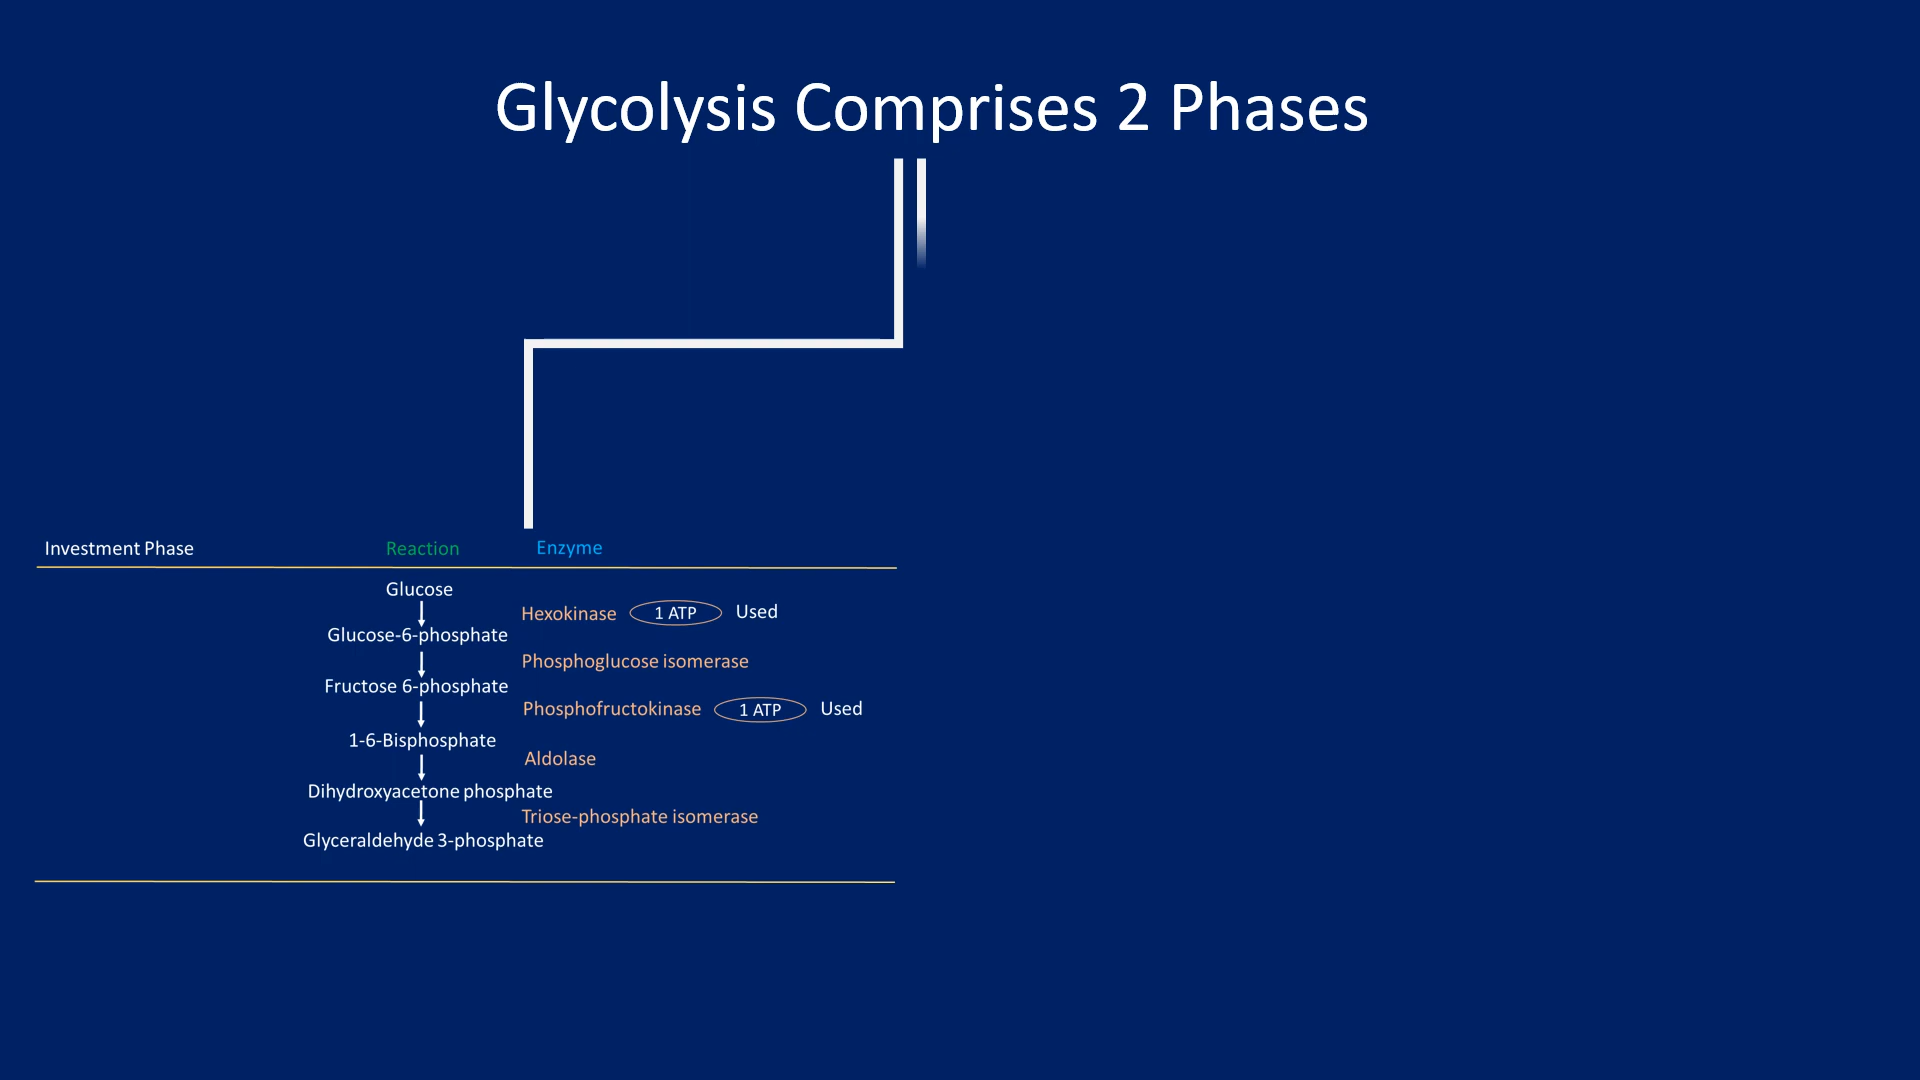 Glycolysis Comprises 2 Phases
Investment Phase Reaction Enzyme
Glucose
Hexokinase 1 ATP Used
Glucose-6-phosphate
Phosphoglucose isomerase
Fructose 6-phosphate
Phosphofructokinase 1 ATP Used
1-6-Bisphosphate
Aldolase
Dihydroxyacetone phosphate
Triose-phosphate isomerase
Glyceraldehyde 3-phosphate